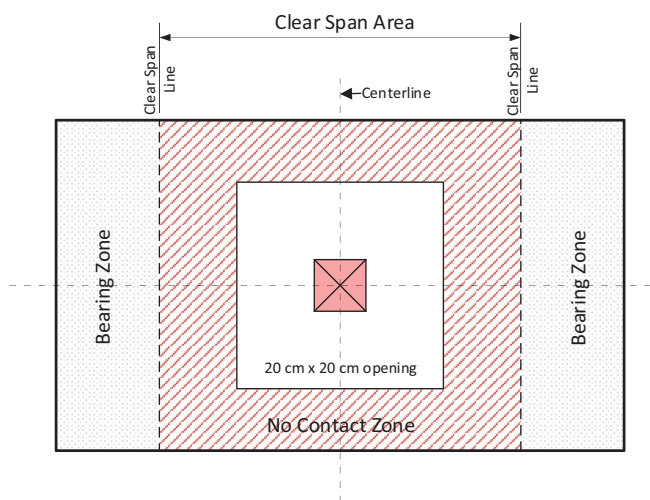 Clear Span Area
Clear Span
Line
Centerline
Clear Span
Line
Bearing Zone
Bearing Zone
20 cm x 20 cm opening
No Contact Zone